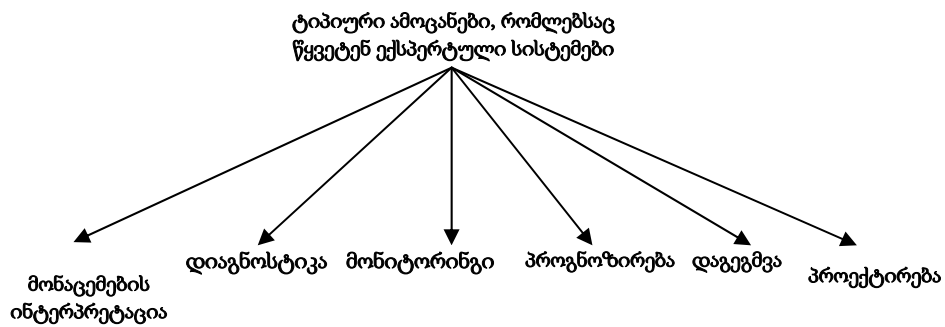 ტიპიური ამოცანები, რომლებსაც
წყვეტენ ექსპერტული სისტემები
მონაცემების
ინტერპრეტაცია
დიაგნოსტიკა
მონიტორინგი
პროგნოზირება
დაგეგმვა
პროექტირება